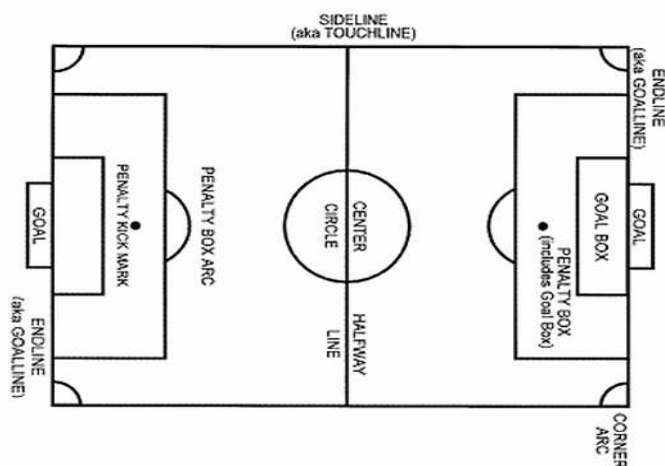 SIDELINE
(aka TOUCHLINE)
ENDLINE
(aka GOALLINE)
GOAL
PENALTY KICK MARK
PENALTY BOX ARC
CENTER
CIRCLE
HALFWAY
LINE
PENALTY BOX
(includes Goal Box)
GOAL BOX
GOAL
ENDLINE
(aka GOALLINE)
CORNER
ARC